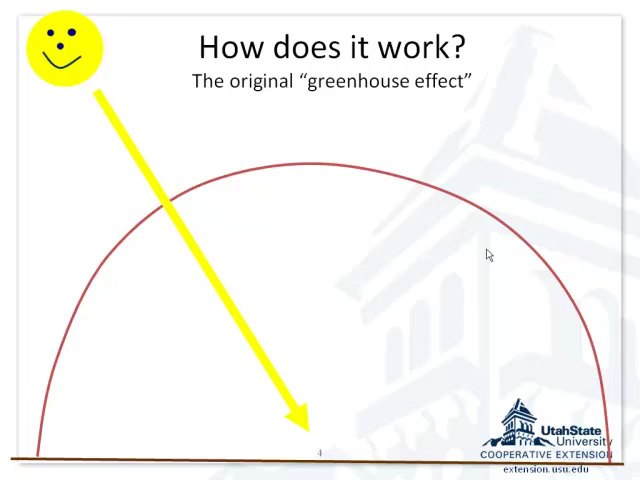 How does it work?
The original “greenhouse effect”
UtahState
University
COOPERATIVE EXTENSION
4
extension.usu.edu